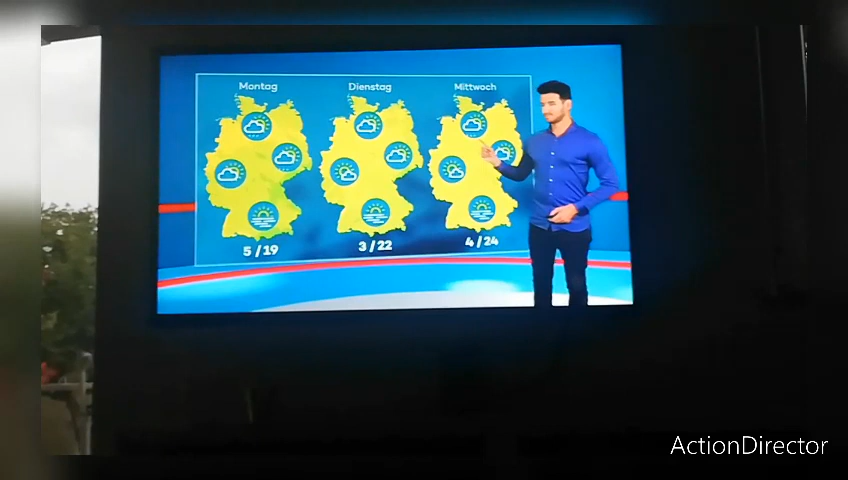 Montag
Dienstag
Mittwoch
5/19
3/22
4/24
ActionDirector